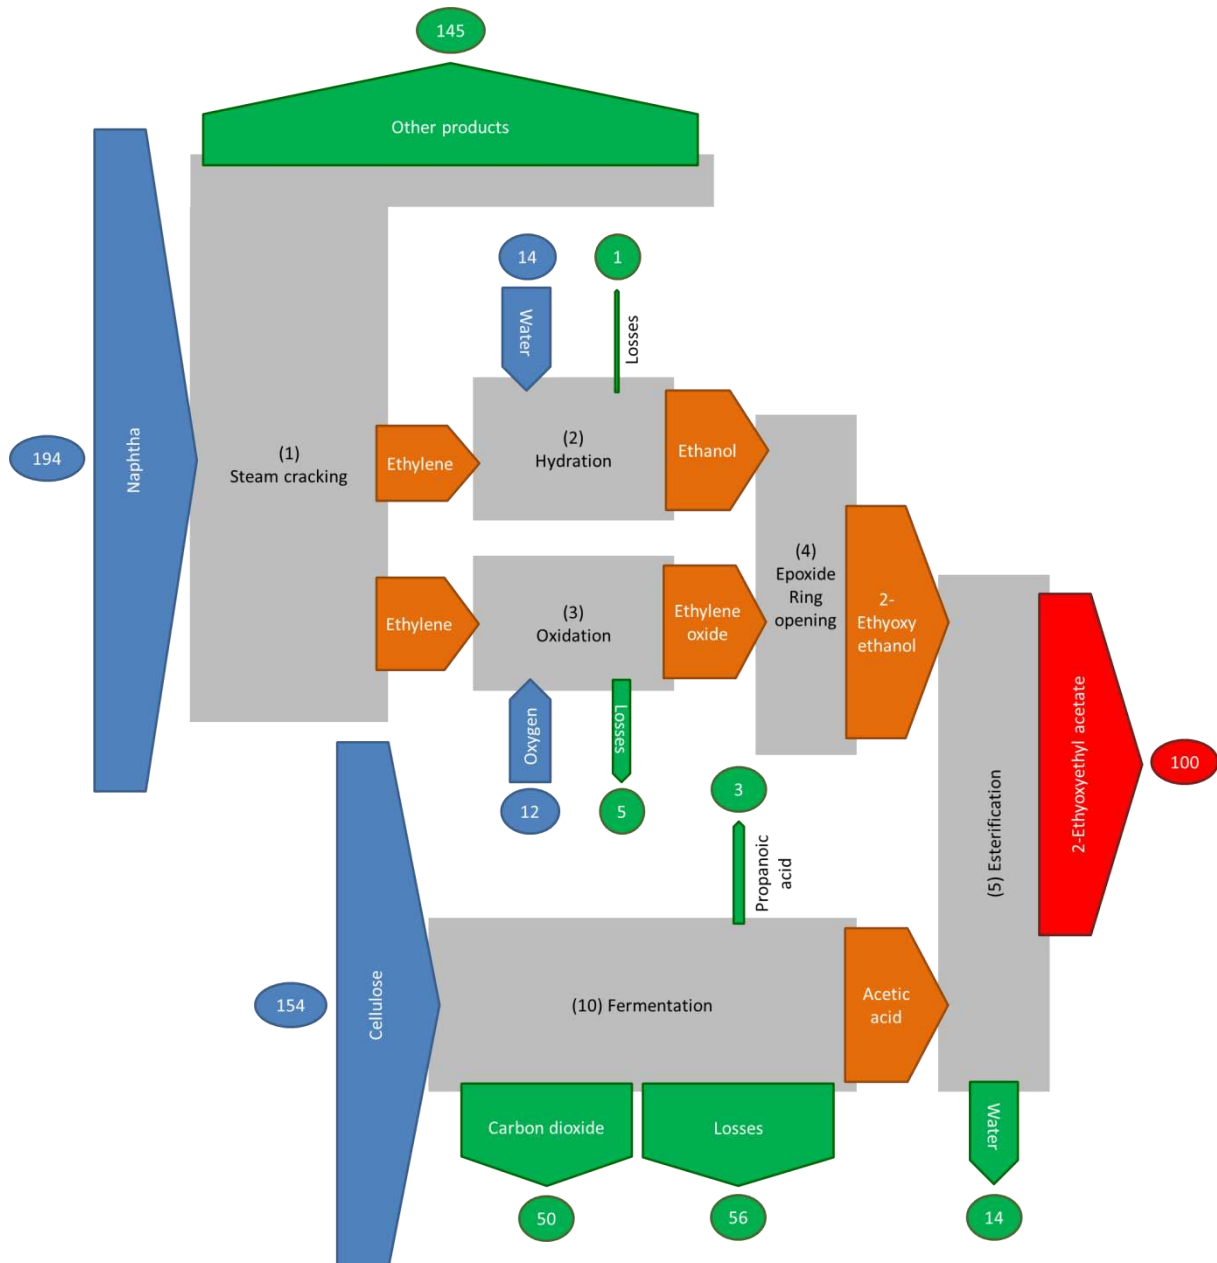 145
Other products
14
1
Water
Losses
194
Naphtha
(1)
Steam cracking
Ethylene
(2)
Hydration
Ethanol
Ethylene
(3)
Oxidation
Ethylene
oxide
(4)
Epoxide
Ring
opening
2-
Ethyoxy
ethanol
Oxygen
Losses
12
5
3
Propanoic
acid
2-Ethyoxyethyl acetate
100
(5) Esterification
154
Cellulose
(10) Fermentation
Acetic
acid
Carbon dioxide
Losses
Water
50
56
14